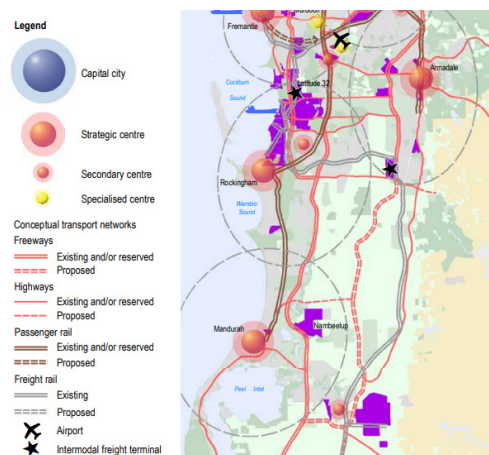 Legend
Capital city
Strategic centre
Secondary centre
Specialised centre
Conceptual transport networks
Freeways
Existing and/or reserved
Proposed
Highways
Existing and/or reserved
Proposed
Passenger rail
Existing and/or reserved
Proposed
Freight rail
Existing
Proposed
Airport
Intermodal freight terminal
Fremantle
Armadale
Cockburn
Sound
Latitude 32
Rockingham
Warnbro
Sound
Mandurah
Nambeelup
Peel Inlet